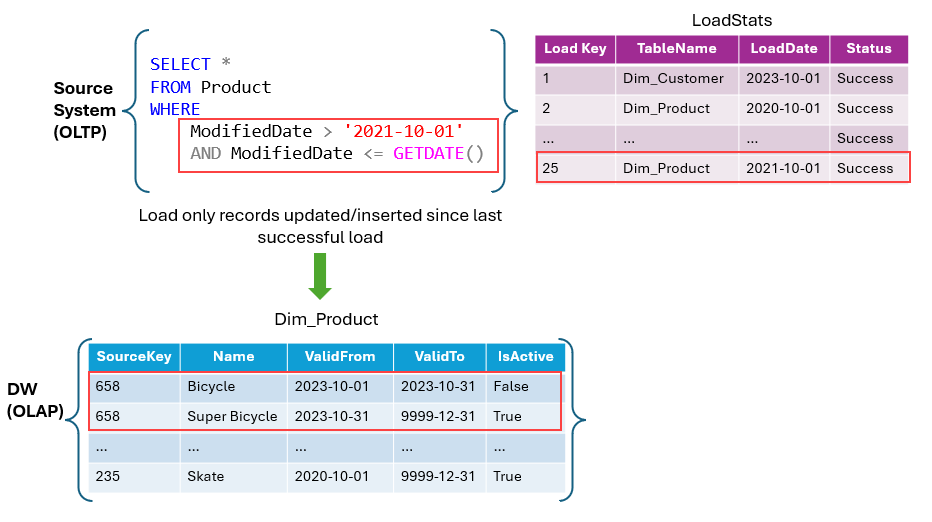 LoadStats
Load Key TableName LoadDate Status
1 Dim_Customer 2023-10-01 Success
2 Dim_Product 2020-10-01 Success
... ... ... Success
25 Dim_Product 2021-10-01 Success
Source
System
(OLTP)
SELECT *
FROM Product
WHERE
ModifiedDate > '2021-10-01'
AND ModifiedDate <= GETDATE()
Load only records updated/inserted since last
successful load
Dim_Product
DW
(OLAP)
SourceKey Name ValidFrom ValidTo IsActive
658 Bicycle 2023-10-01 2023-10-31 False
658 Super Bicycle 2023-10-31 9999-12-31 True
... ... ... ... ...
235 Skate 2020-10-01 9999-12-31 True